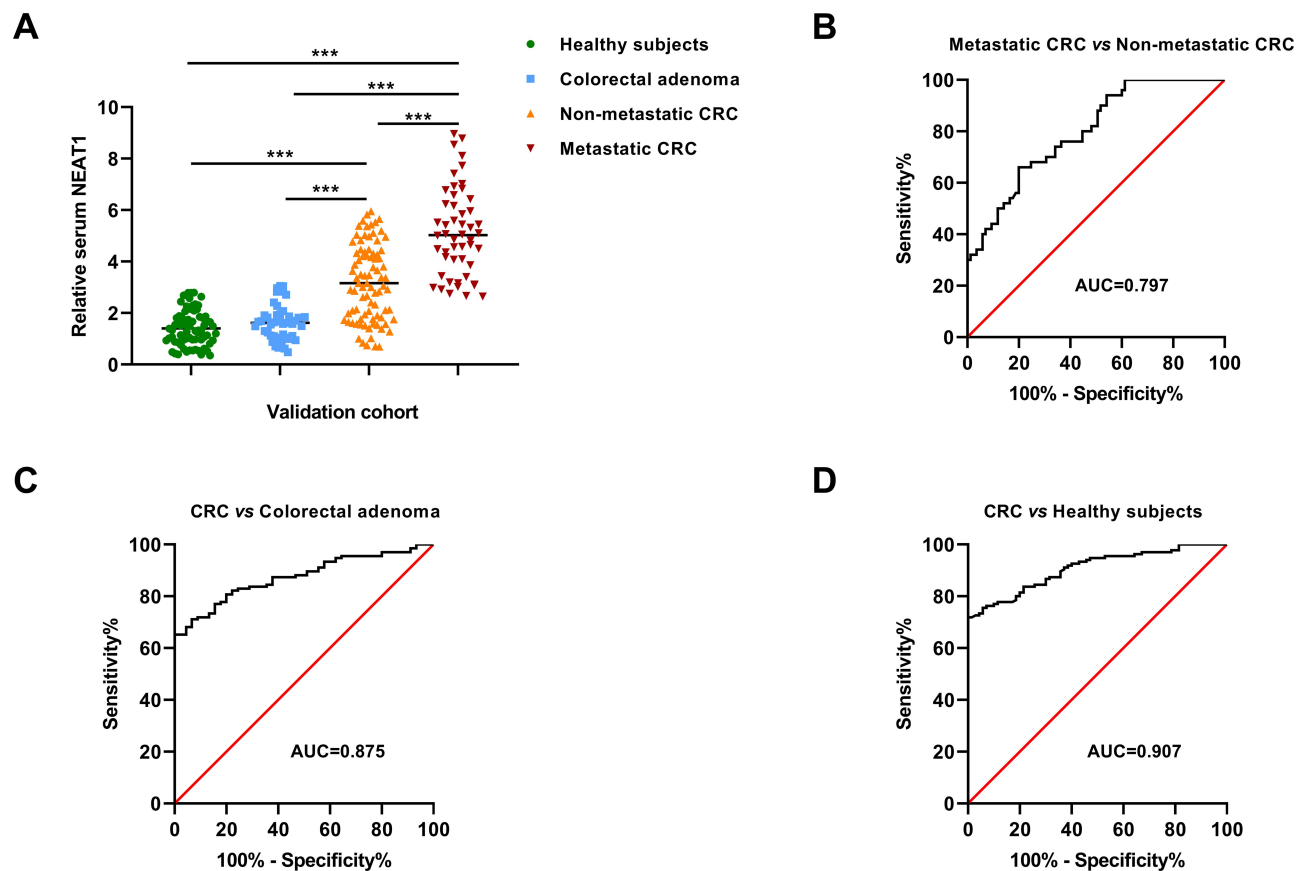 A
Healthy subjects
Colorectal adenoma
Non-metastatic CRC
Metastatic CRC
***
***
***
***
***
Relative serum NEAT1
10
8
6
4
2
0
Validation cohort
B
Metastatic CRC vs Non-metastatic CRC
Sensitivity%
100
80
60
40
20
0
AUC=0.797
0 20 40 60 80 100
100% - Specificity%
C
CRC vs Colorectal adenoma
Sensitivity%
100
80
60
40
20
0
AUC=0.875
0 20 40 60 80 100
100% - Specificity%
D
CRC vs Healthy subjects
Sensitivity%
100
80
60
40
20
0
AUC=0.907
0 20 40 60 80 100
100% - Specificity%